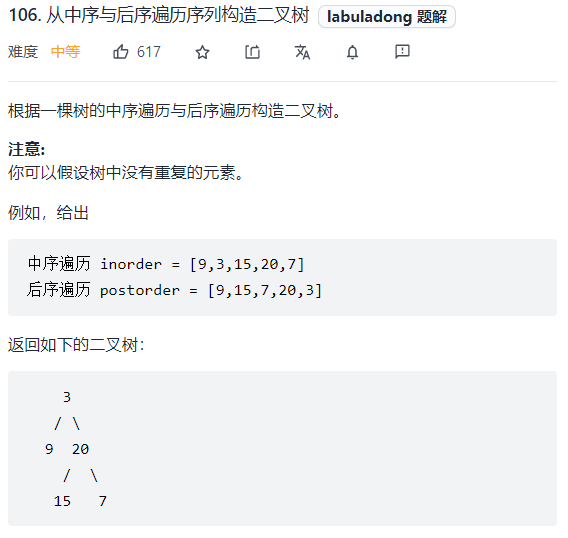 106. 从中序与后序遍历序列构造二叉树 labuladong 题解
难度 中等 617
根据一棵树的中序遍历与后序遍历构造二叉树。
注意:
你可以假设树中没有重复的元素。
例如，给出
中序遍历 inorder = [9,3,15,20,7]
后序遍历 postorder = [9,15,7,20,3]
返回如下的二叉树：
3
/ \
9 20
/ \
15 7